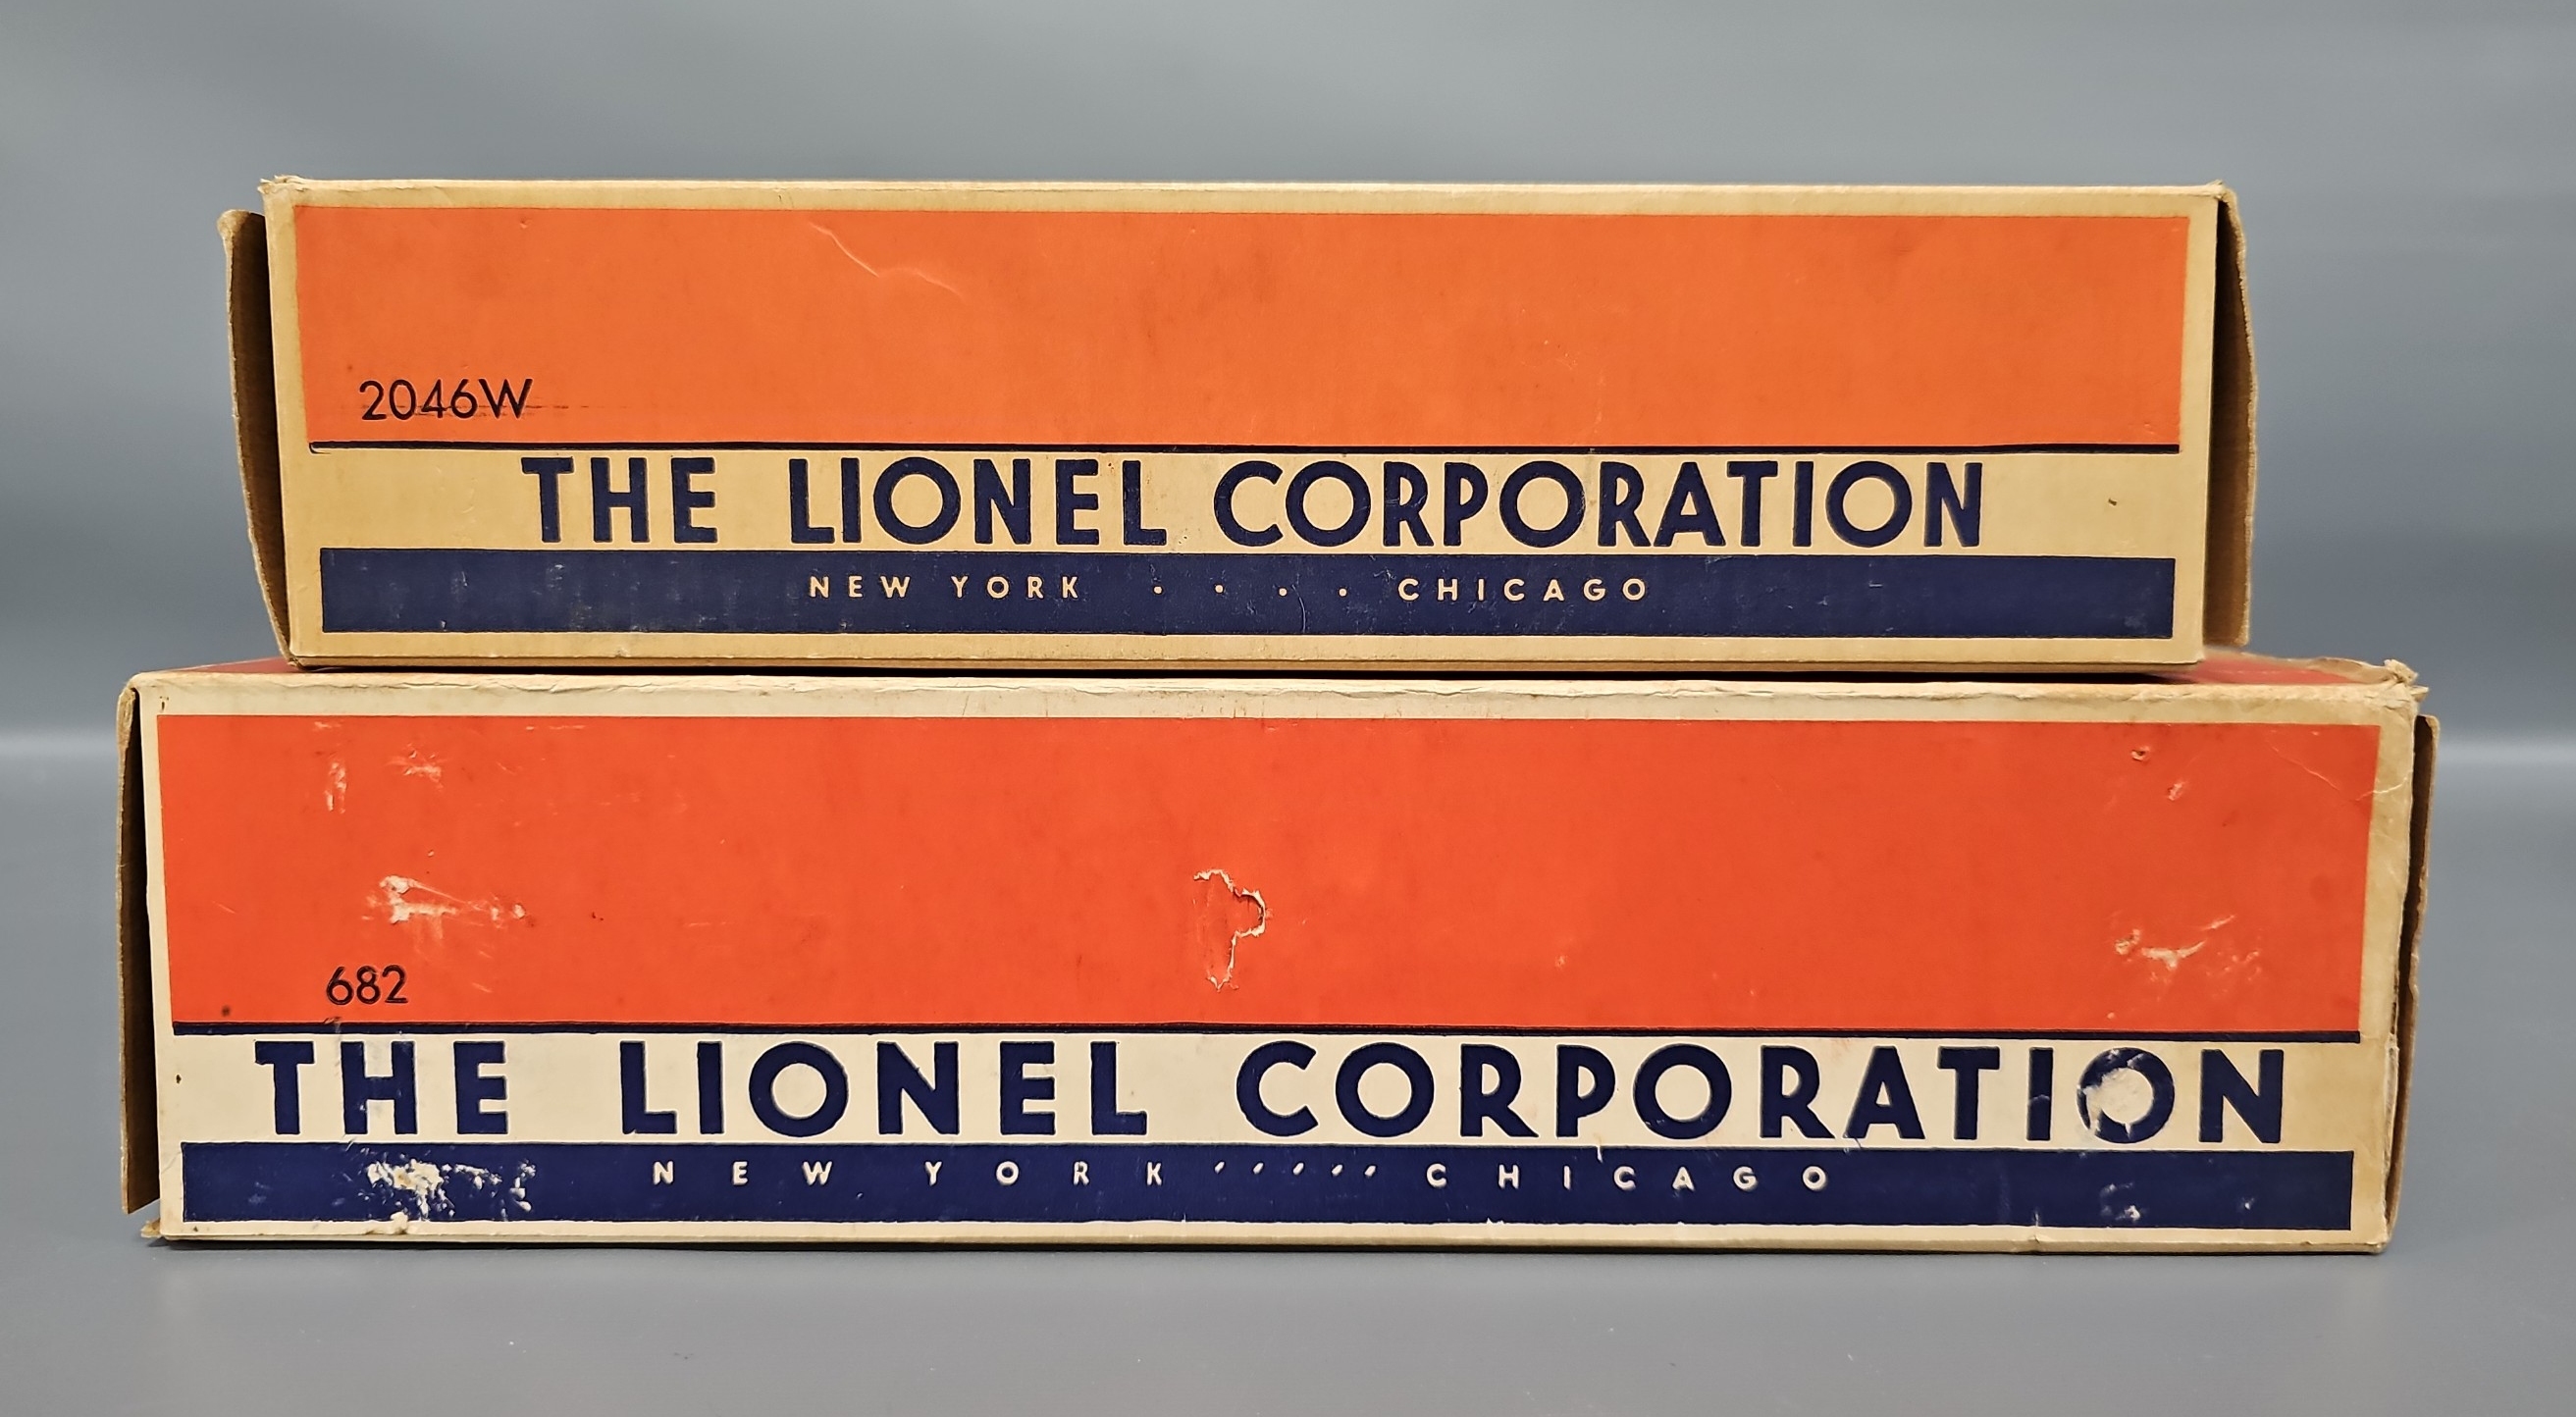 2046W
THE LIONEL CORPORATION
NEW YORK . . . . CHICAGO
682
THE LIONEL CORPORATION
NEW YORK ' ' ' ' ' CHICAGO